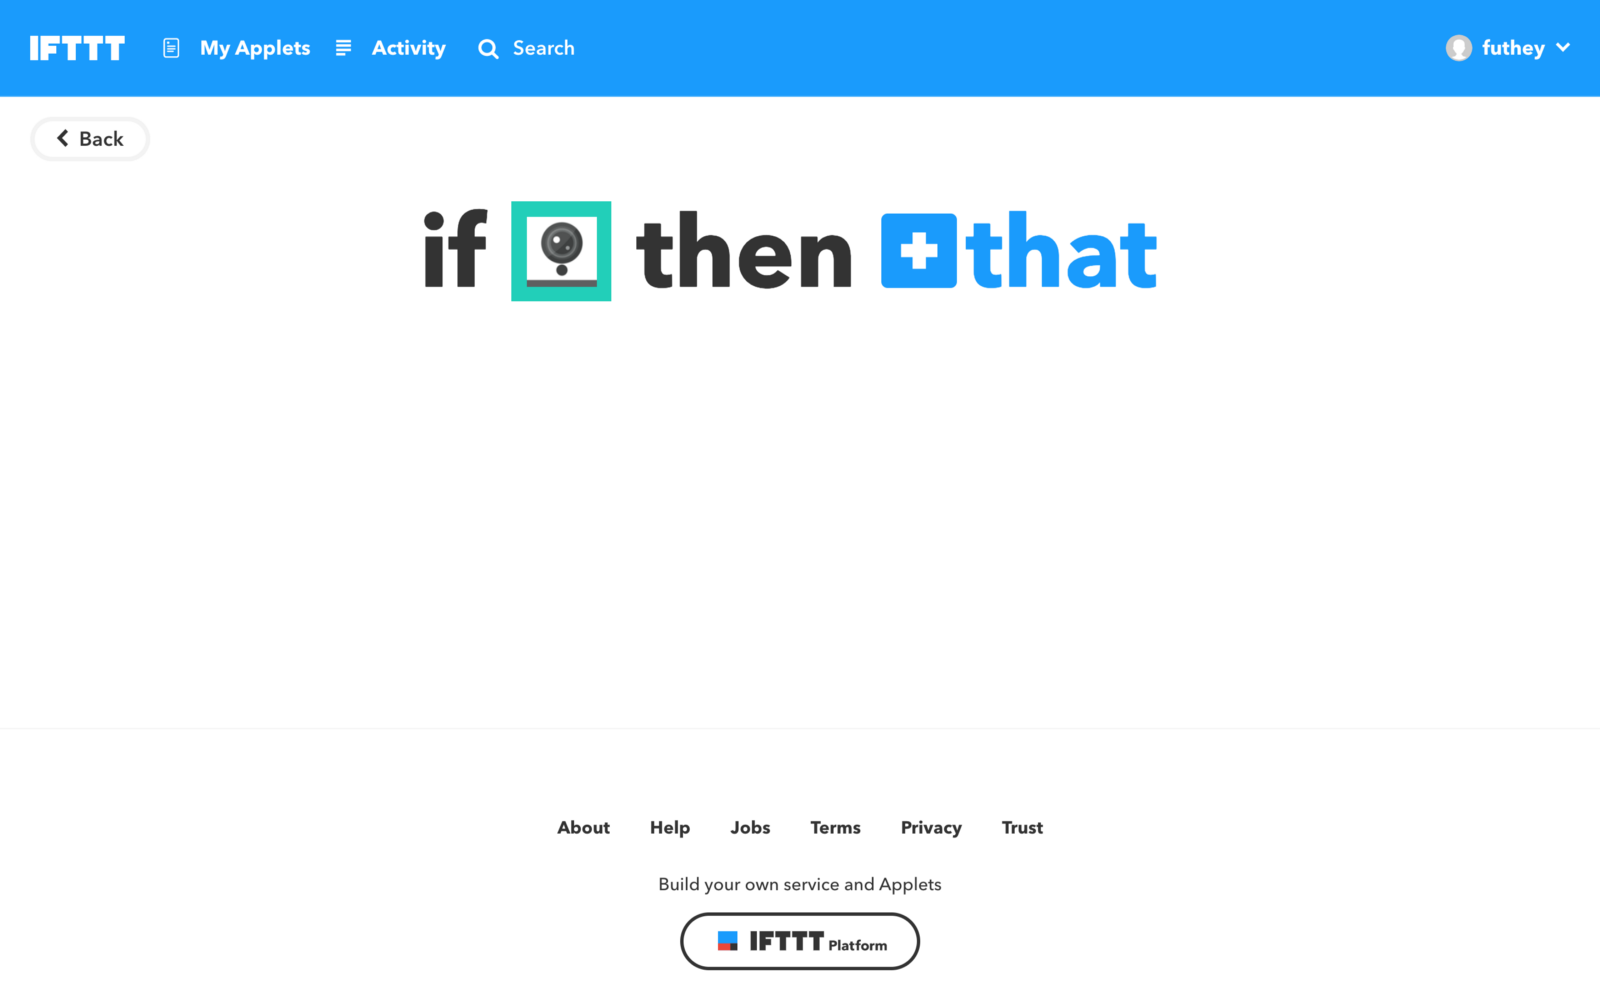 IFTTT My Applets Activity Search futhey
Back
if then that
About Help Jobs Terms Privacy Trust
Build your own service and Applets
IFTTT Platform